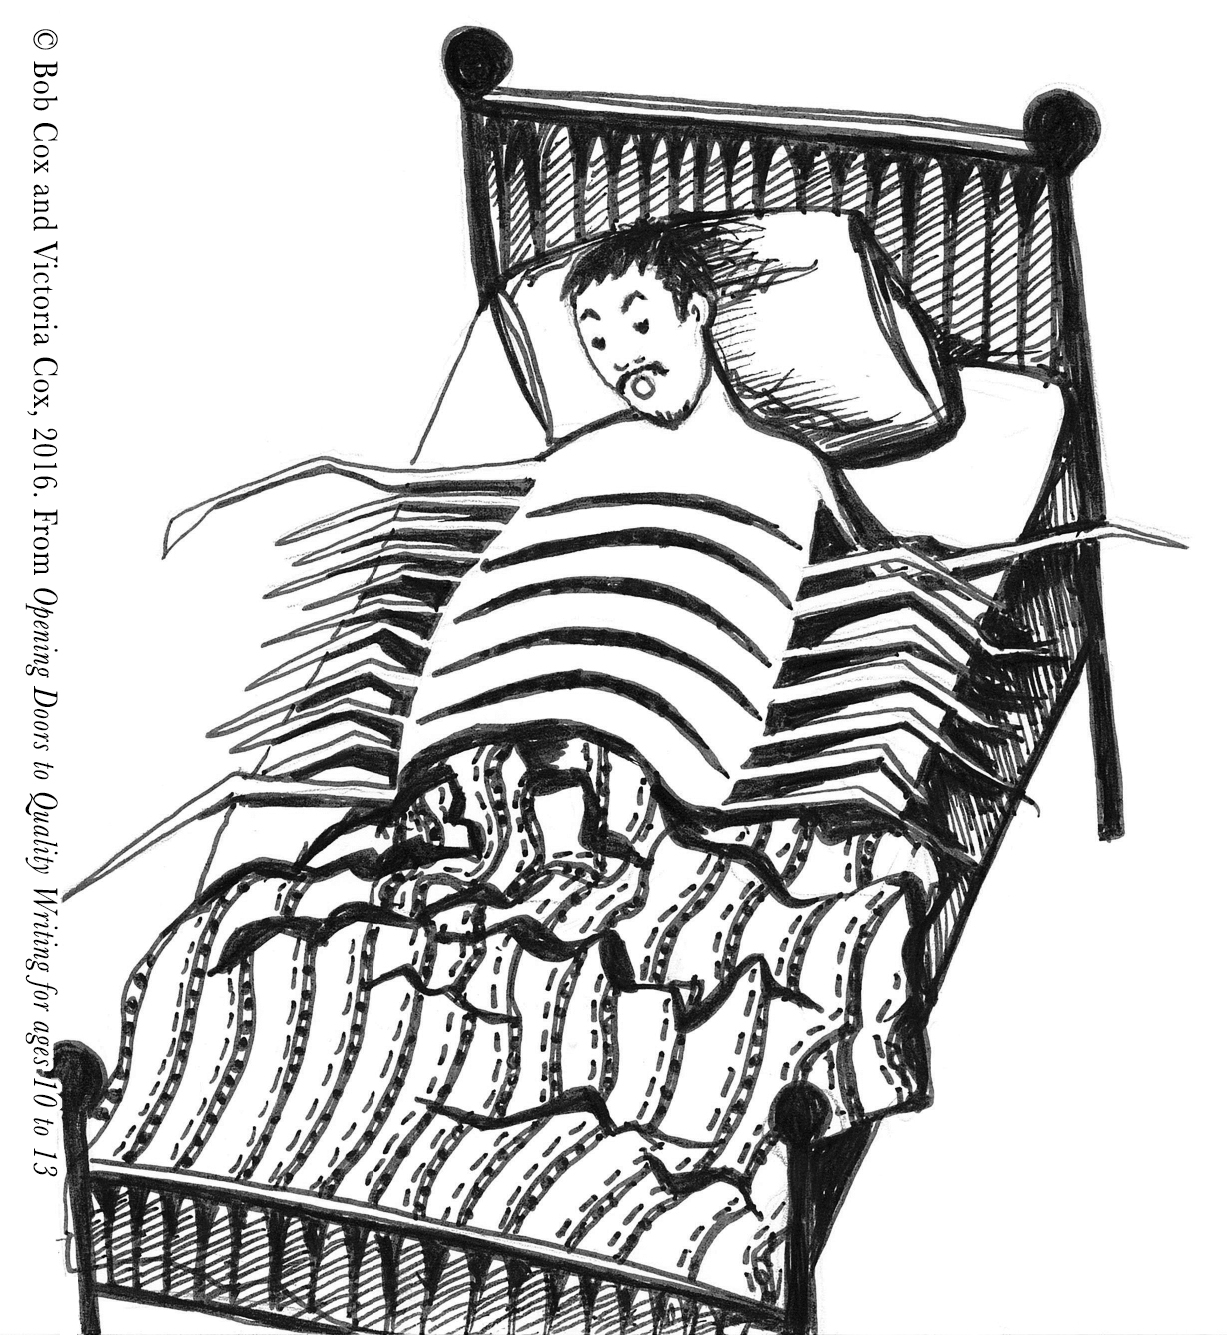 © Bob Cox and Victoria Cox, 2016. From Opening Doors to Quality Writing for ages 10 to 13